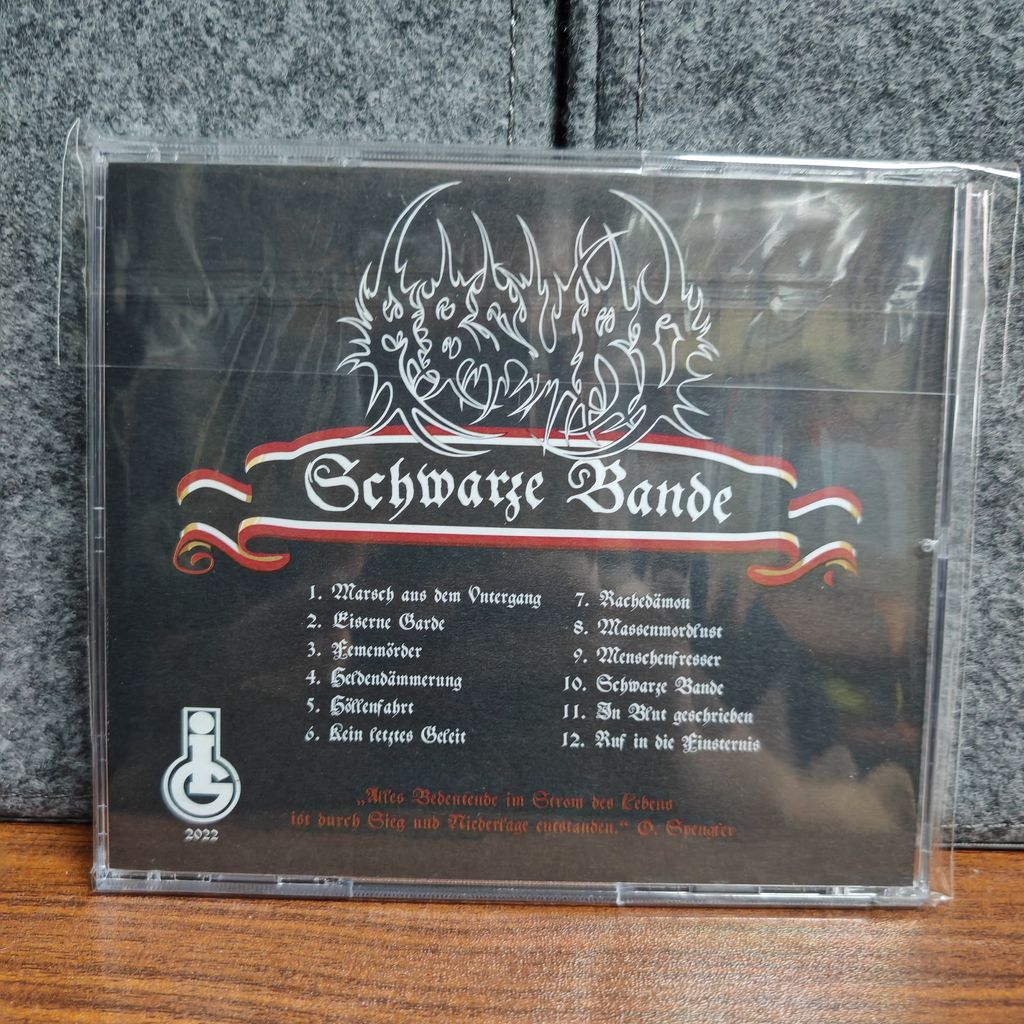 ABSURD
Schwarze Bande
1. Marsch aus dem Untergang
2. Eiserne Garde
3. Fememörder
4. Heldendämmerung
5. Höllenfahrt
6. Kein letztes Geleit
7. Rachedämon
8. Massenmordlust
9. Menschenfresser
10. Schwarze Bande
11. In Blut geschrieben
12. Ruf in die Finsternis
iG
2022
„Alles Bedeutende im Strom des Lebens
ist durch Sieg und Niederlage entstanden.“ O. Spengler